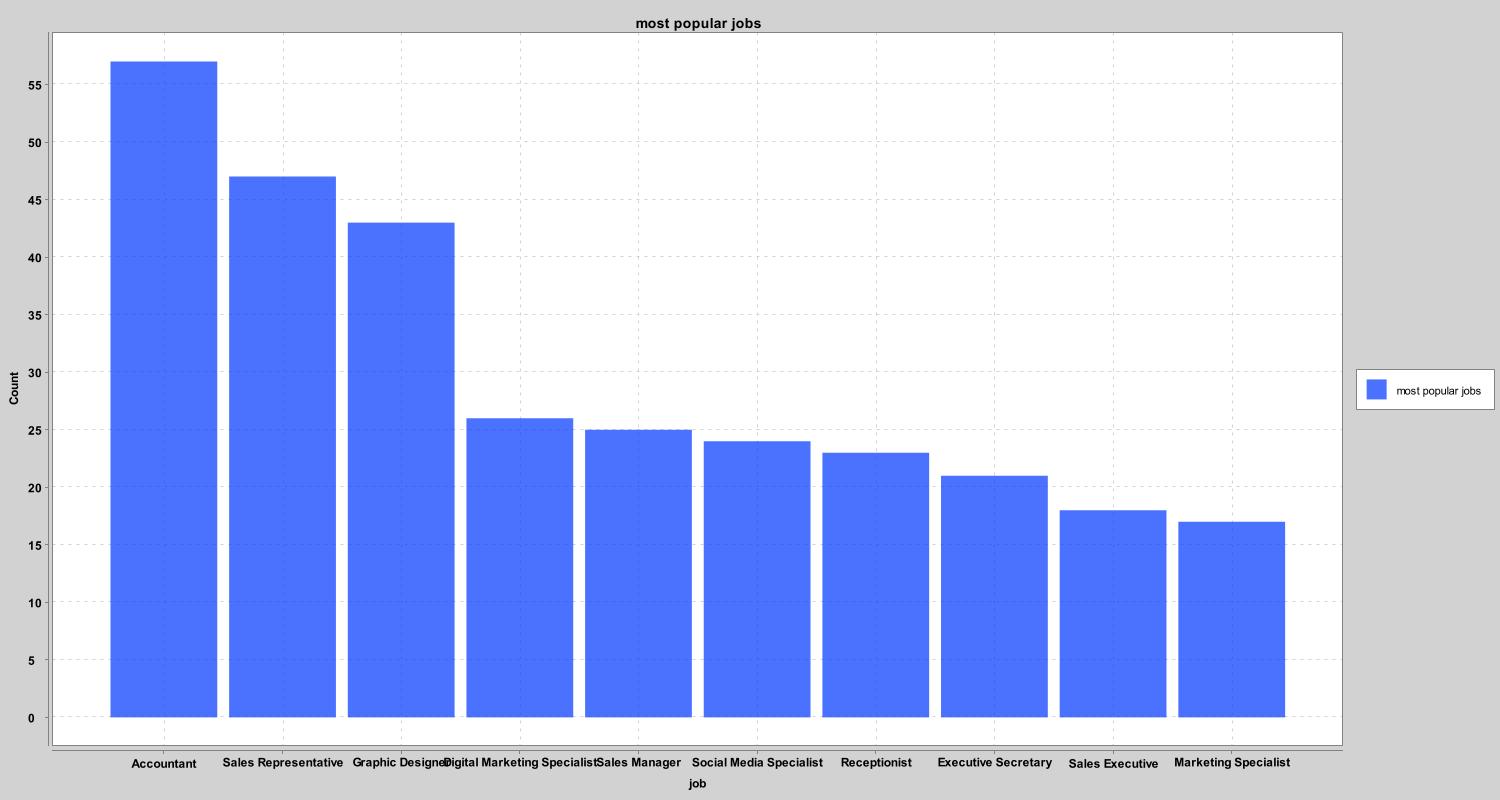 most popular jobs
55
50
45
40
35
30
25
20
15
10
5
0
Count
Accountant Sales Representative Graphic Designer Digital Marketing Specialist Sales Manager Social Media Specialist Receptionist Executive Secretary Sales Executive Marketing Specialist
job
most popular jobs